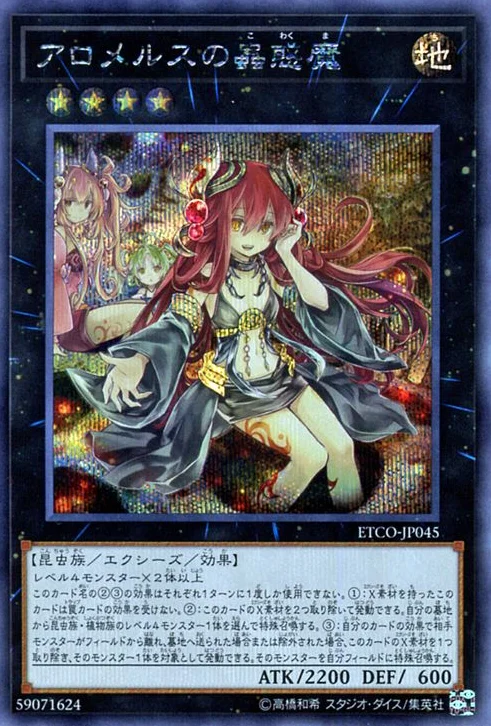 アロメルスの蟲惑魔
こ わく ま
地
ち
ETCO-JP045
【昆虫族/エクシーズ/効果】
レベル4モンスター×2体以上
このカード名の②③の効果はそれぞれ1ターンに1度しか使用できない。①:X素材を持ったこ
のカードは罠カードの効果を受けない。②:このカードのX素材を2つ取り除いて発動できる。自分の墓地
から昆虫族・植物族のレベル4モンスター1体を選んで特殊召喚する。③:自分のカードの効果で相手
モンスターがフィールドから離れ、墓地へ送られた場合または除外された場合、このカードのX素材を1つ
取り除き、そのモンスター1体を対象として発動できる。そのモンスターを自分フィールドに特殊召喚する。
ATK/2200 DEF/ 600
59071624
©高橋和希 スタジオ・ダイス/集英社